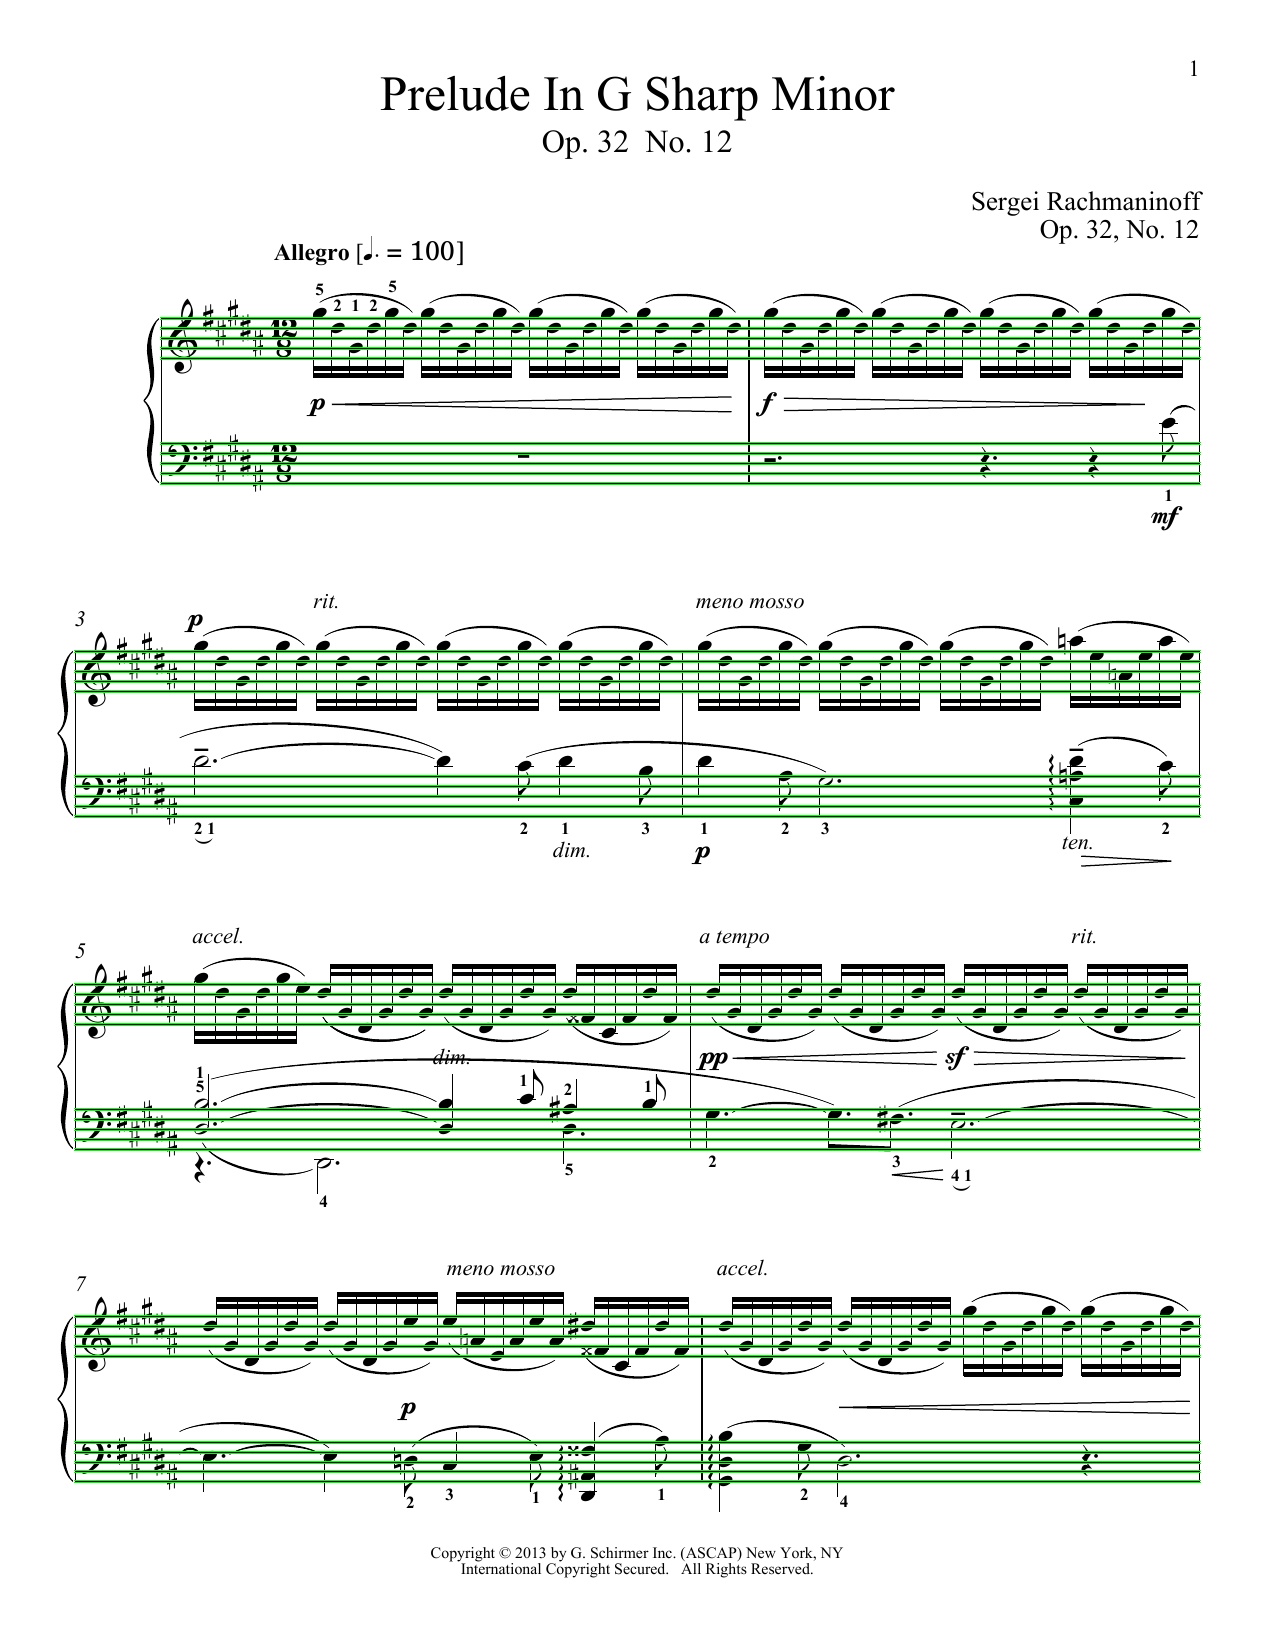 1
Prelude In G Sharp Minor
Op. 32 No. 12
Sergei Rachmaninoff
Op. 32, No. 12
Allegro [♩. = 100]
5 2 1 2 5
12 8
p f
12 8
1
mf
3
p rit. meno mosso
2 1 2 1 3 1 2 3 2
dim. p ten.
5
accel. a tempo rit.
dim. pp sf
1 5 1 2 1
2 3 4 1
4 5
7
meno mosso accel.
p
2 3 1 1 2 4
Copyright © 2013 by G. Schirmer Inc. (ASCAP) New York, NY
International Copyright Secured. All Rights Reserved.